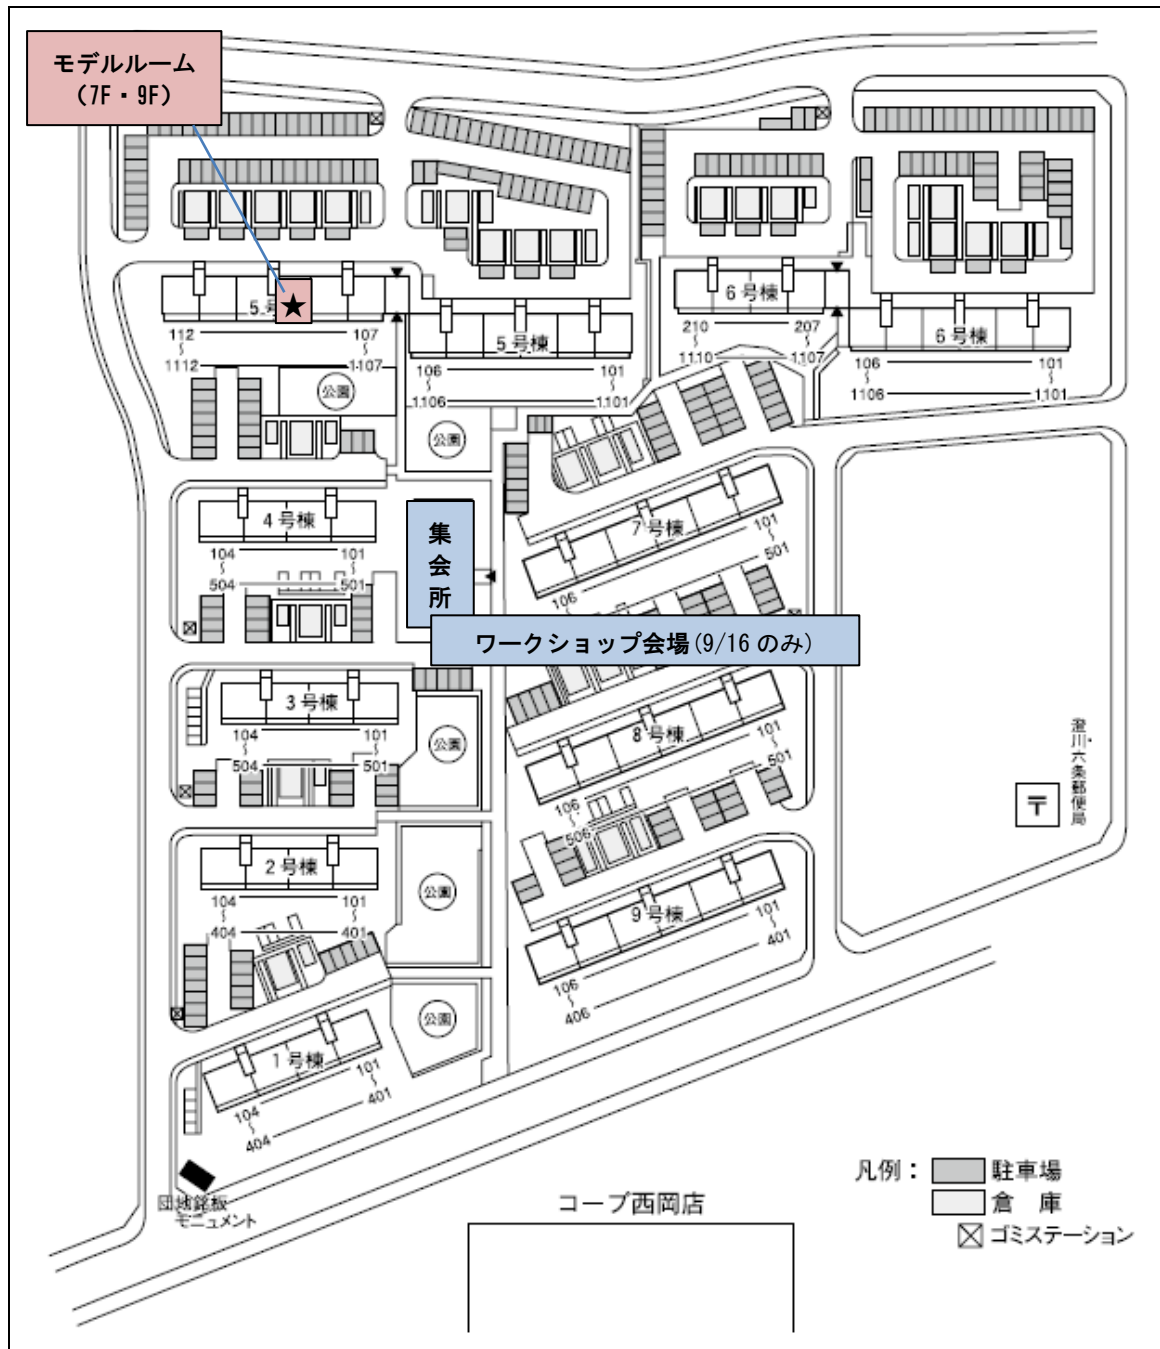 モデルルーム
（7F・9F）
5号
112
～
1112
107
～
1107
5号棟
106
～
1106
101
～
1101
6号棟
210
～
1110
207
～
1107
6号棟
106
～
1106
101
～
1101
公園
公園
4号棟
104
～
504
101
～
501
集
会
所
7号棟
101
～
501
106
～
ワークショップ会場(9/16のみ)
3号棟
104
～
504
101
～
501
公園
8号棟
101
～
501
106
～
506
澄川六条郵便局
〒
2号棟
104
～
404
101
～
401
公園
9号棟
101
～
401
106
～
406
公園
1号棟
101
～
401
104
～
404
団地銘板
モニュメント
コープ西岡店
凡例：
駐車場
倉庫
ゴミステーション